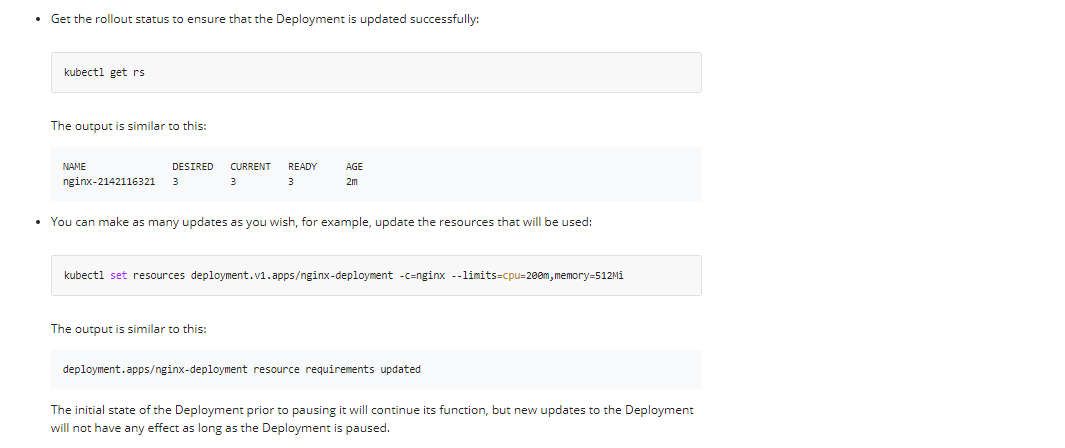 Get the rollout status to ensure that the Deployment is updated successfully:
kubectl get rs
The output is similar to this:
NAME DESIRED CURRENT READY AGE
nginx-2142116321 3 3 3 2m
You can make as many updates as you wish, for example, update the resources that will be used:
kubectl set resources deployment.v1.apps/nginx-deployment -c=nginx --limits=cpu=200m,memory=512Mi
The output is similar to this:
deployment.apps/nginx-deployment resource requirements updated
The initial state of the Deployment prior to pausing it will continue its function, but new updates to the Deployment
will not have any effect as long as the Deployment is paused.